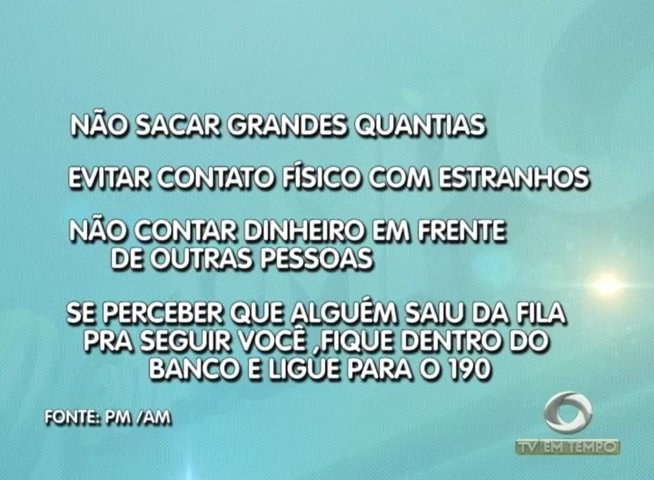 NÃO SACAR GRANDES QUANTIAS
EVITAR CONTATO FÍSICO COM ESTRANHOS
NÃO CONTAR DINHEIRO EM FRENTE
DE OUTRAS PESSOAS
SE PERCEBER QUE ALGUÉM SAIU DA FILA
PRA SEGUIR VOCÊ ,FIQUE DENTRO DO
BANCO E LIGUE PARA O 190
FONTE: PM /AM
TV EM TEMPO